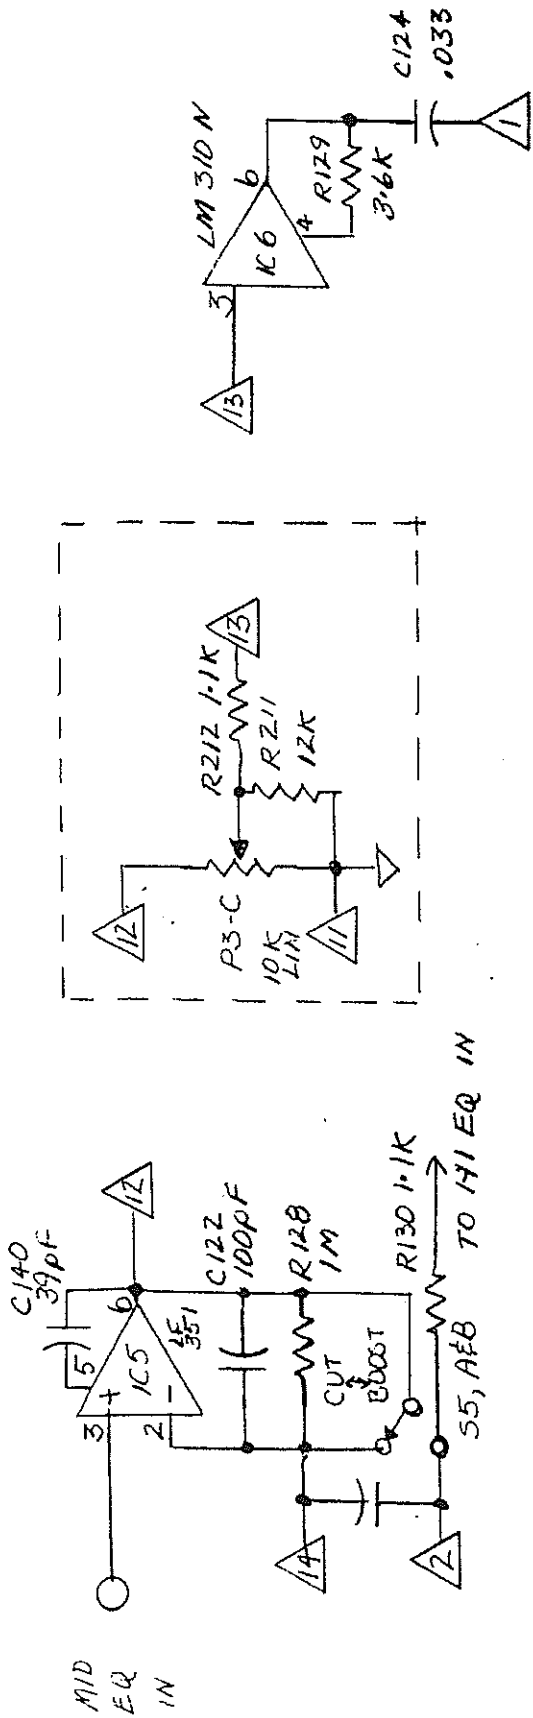 MID
EQ
IN
3
2
5
+
-
IC5
6
LF
351
C140
39pF
12
C122
100pF
R128
1M
14
CUT
BOOST
2
R130 1.1K
S5, A&B
TO HI EQ IN
12
P3-C
10K
LIN
11
R212 1.1K
R211
12K
13
13
3
LM 310 N
IC6
6
4
R129
3.6K
C124
.033
1